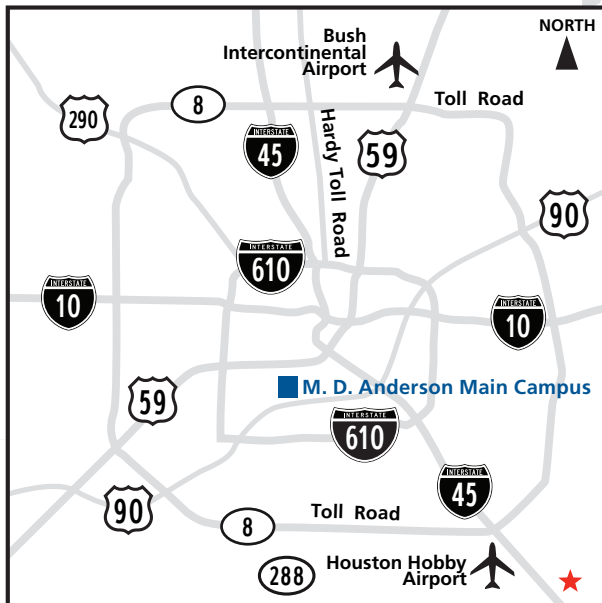 NORTH
Bush
Intercontinental
Airport
Toll Road
8
290
INTERSTATE
45
Hardy Toll Road
59
90
INTERSTATE
610
INTERSTATE
10
INTERSTATE
10
M. D. Anderson Main Campus
59
INTERSTATE
610
INTERSTATE
45
90
Toll Road
8
Houston Hobby
Airport
288